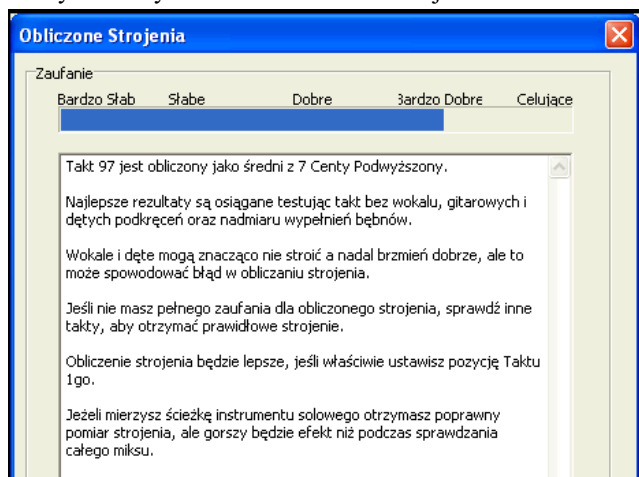 Obliczone Strojenia
Zaufanie
Bardzo Słab Słabe Dobre Bardzo Dobre Celujące
Takt 97 jest obliczony jako średni z 7 Centy Podwyższony.
Najlepsze rezultaty są osiągane testując takt bez wokalu, gitarowych i
dętych podkręceń oraz nadmiaru wypełnień bębnów.
Wokale i dęte mogą znacząco nie stroić a nadal brzmień dobrze, ale to
może spowodować błąd w obliczaniu strojenia.
Jeśli nie masz pełnego zaufania dla obliczonego strojenia, sprawdź inne
takty, aby otrzymać prawidłowe strojenie.
Obliczenie strojenia będzie lepsze, jeśli właściwie ustawisz pozycję Taktu
1go.
Jeżeli mierzysz ścieżkę instrumentu solowego otrzymasz poprawny
pomiar strojenia, ale gorszy będzie efekt niż podczas sprawdzania
całego miksu.